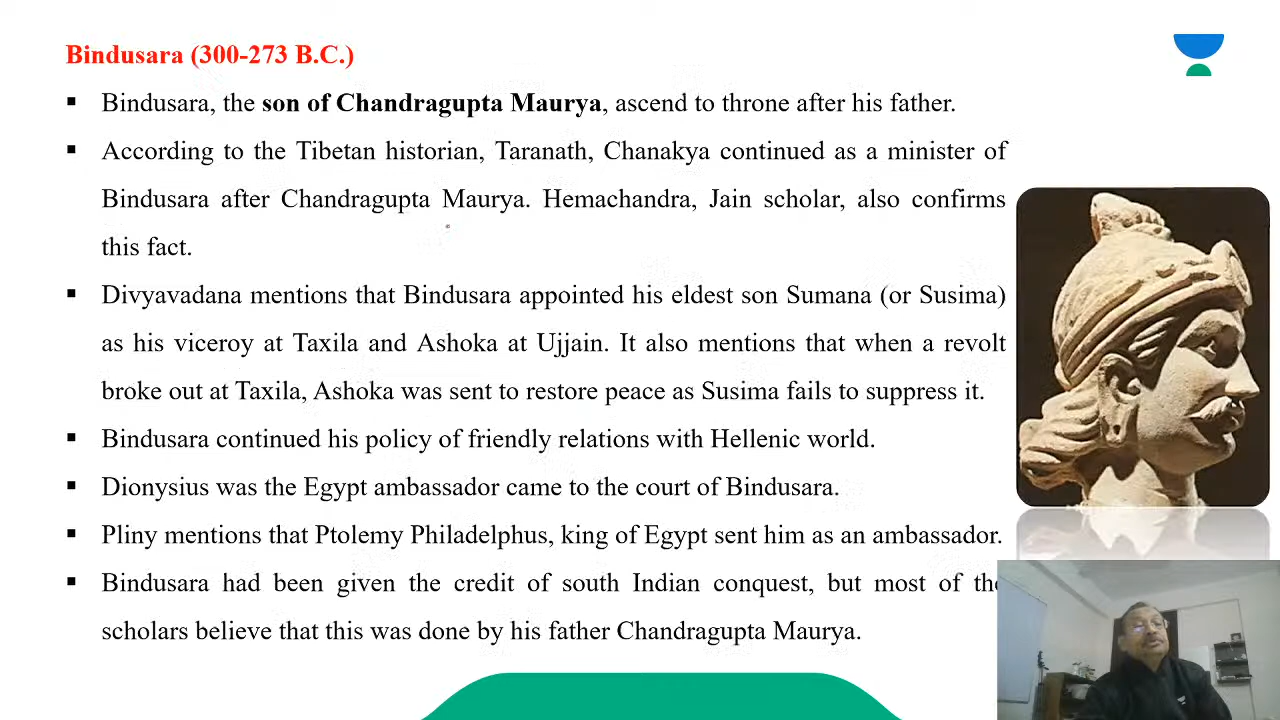 Bindusara (300-273 B.C.)
▪ Bindusara, the son of Chandragupta Maurya, ascend to throne after his father.
▪ According to the Tibetan historian, Taranath, Chanakya continued as a minister of
Bindusara after Chandragupta Maurya. Hemachandra, Jain scholar, also confirms
this fact.
▪ Divyavadana mentions that Bindusara appointed his eldest son Sumana (or Susima)
as his viceroy at Taxila and Ashoka at Ujjain. It also mentions that when a revolt
broke out at Taxila, Ashoka was sent to restore peace as Susima fails to suppress it.
▪ Bindusara continued his policy of friendly relations with Hellenic world.
▪ Dionysius was the Egypt ambassador came to the court of Bindusara.
▪ Pliny mentions that Ptolemy Philadelphus, king of Egypt sent him as an ambassador.
▪ Bindusara had been given the credit of south Indian conquest, but most of the
scholars believe that this was done by his father Chandragupta Maurya.